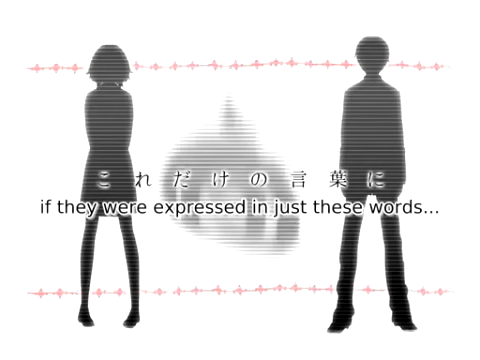 これだけの言葉に
if they were expressed in just these words...